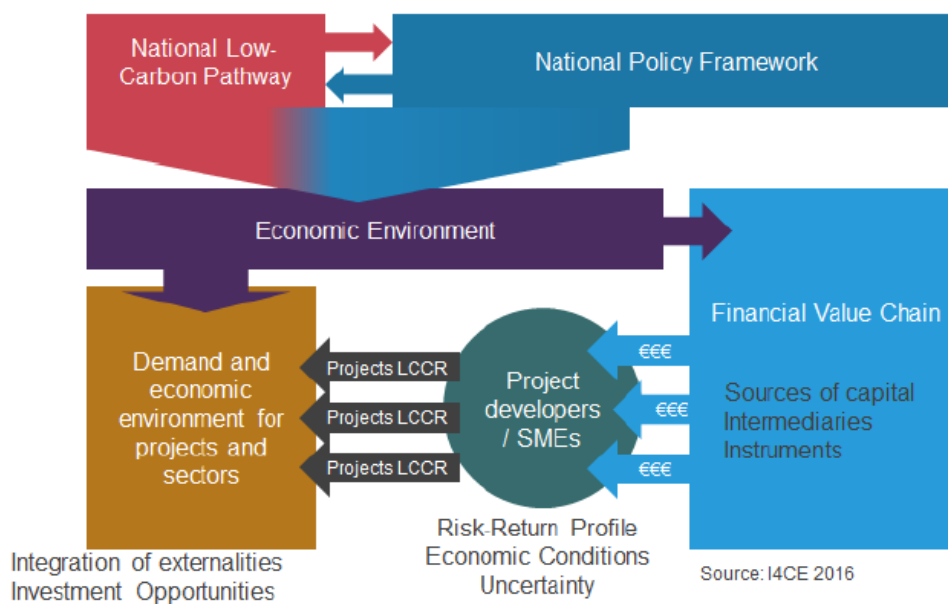 National Low-
Carbon Pathway
National Policy Framework
Economic Environment
Financial Value Chain
Sources of capital
Intermediaries
Instruments
Demand and
economic
environment for
projects and
sectors
Projects LCCR
Projects LCCR
Projects LCCR
Project
developers
/ SMEs
€€€
€€€
€€€
Integration of externalities
Investment Opportunities
Risk-Return Profile
Economic Conditions
Uncertainty
Source: I4CE 2016